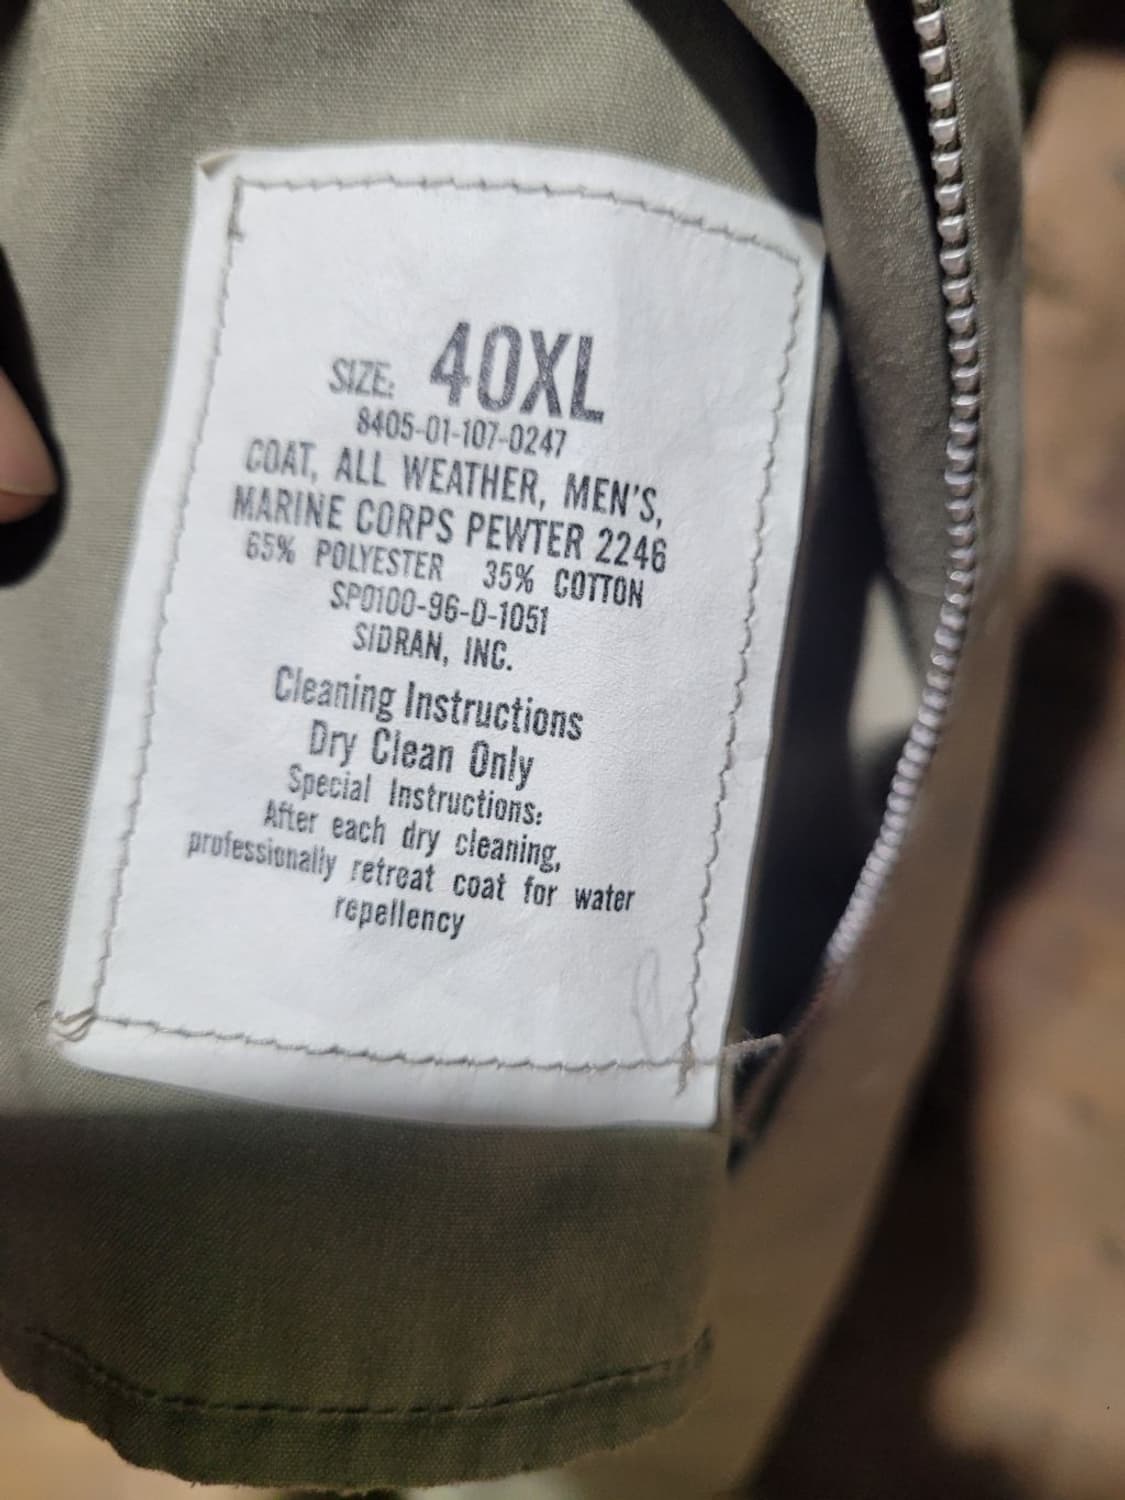 SIZE: 40XL
8405-01-107-0247
COAT, ALL WEATHER, MEN'S,
MARINE CORPS PEWTER 2246
65% POLYESTER 35% COTTON
SP0100-96-D-1051
SIDRAN, INC.
Cleaning Instructions
Dry Clean Only
Special Instructions:
After each dry cleaning,
professionally retreat coat for water
repellency